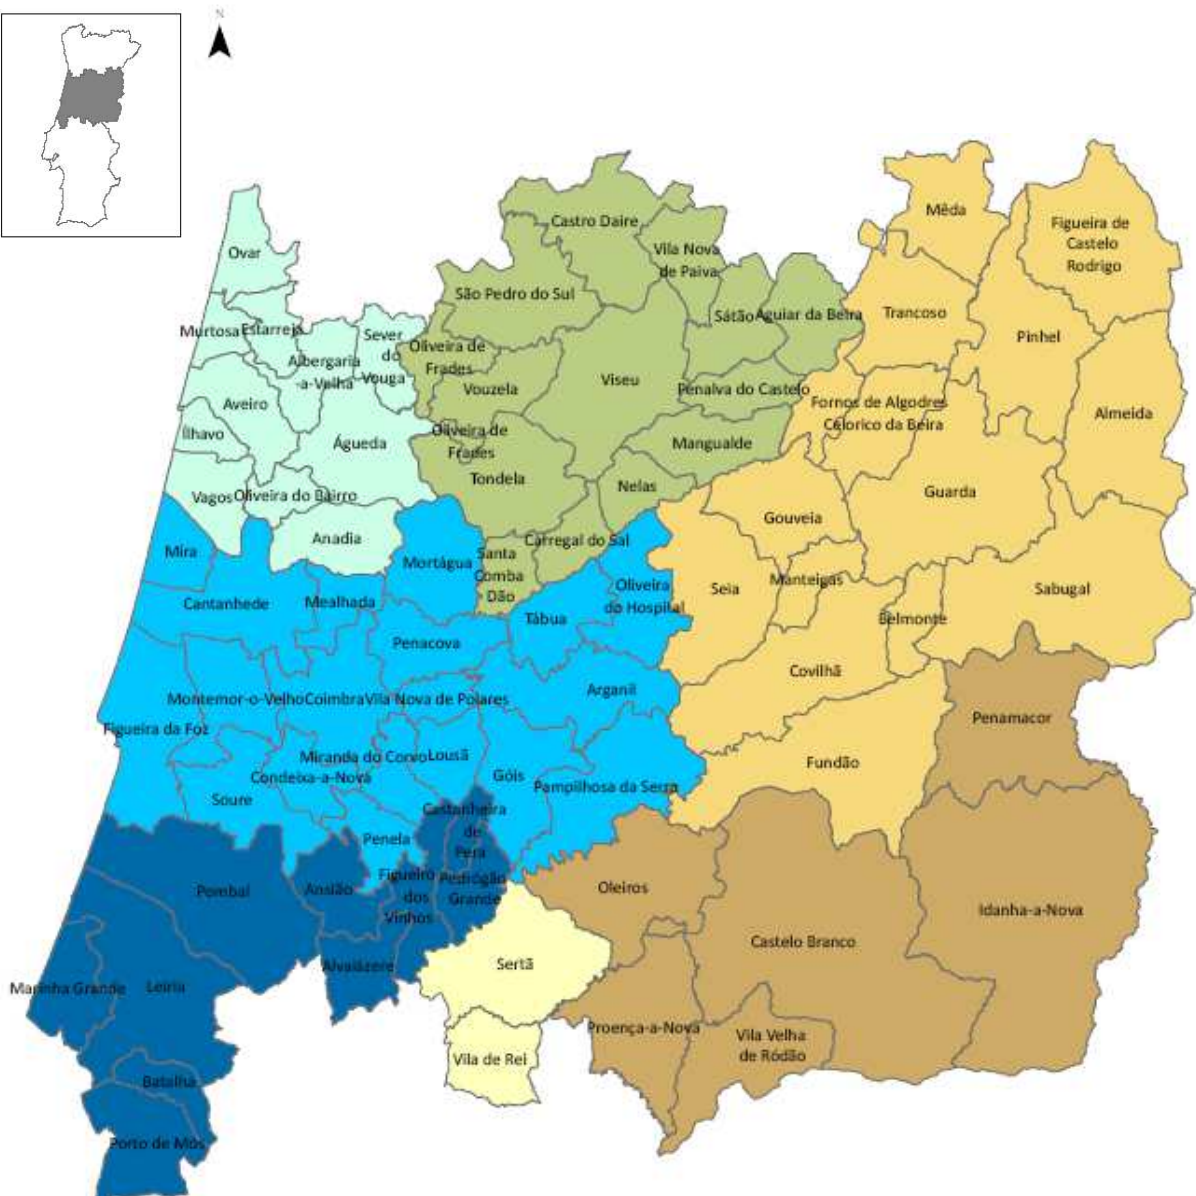 N
Mêda
Figueira de
Castelo
Rodrigo
Castro Daire
Vila Nova
de Paiva
Ovar
São Pedro do Sul
Sátão
Aguiar da Beira
Trancoso
Pinhel
Murtosa
Estarreja
Sever
do
Vouga
Albergaria
-a-Velha
Oliveira de
Frades
Vouzela
Viseu
Penalva do Castelo
Fornos de Algodres
Celorico da Beira
Almeida
Aveiro
Ílhavo
Águeda
Oliveira de
Frades
Mangualde
Tondela
Nelas
Guarda
Vagos
Oliveira do Bairro
Gouveia
Anadia
Carregal do Sal
Mira
Mortágua
Santa
Comba
Dão
Oliveira
do Hospital
Seia
Manteigas
Sabugal
Cantanhede
Mealhada
Tábua
Belmonte
Penacova
Covilhã
Montemor-o-Velho
Coimbra
Vila Nova de Polares
Arganil
Penamacor
Figueira da Foz
Miranda do Corvo
Lousã
Fundão
Condeixa-a-Nova
Góis
Pampilhosa da Serra
Soure
Castanheira
de
Pera
Penela
Pombal
Ansião
Figueiro
dos
Vinhos
Pedrogão
Grande
Oleiros
Idanha-a-Nova
Castelo Branco
Sertã
Alvaiázere
Marinha Grande
Leiria
Proença-a-Nova
Vila Velha
de Ródão
Vila de Rei
Batalha
Porto de Mós